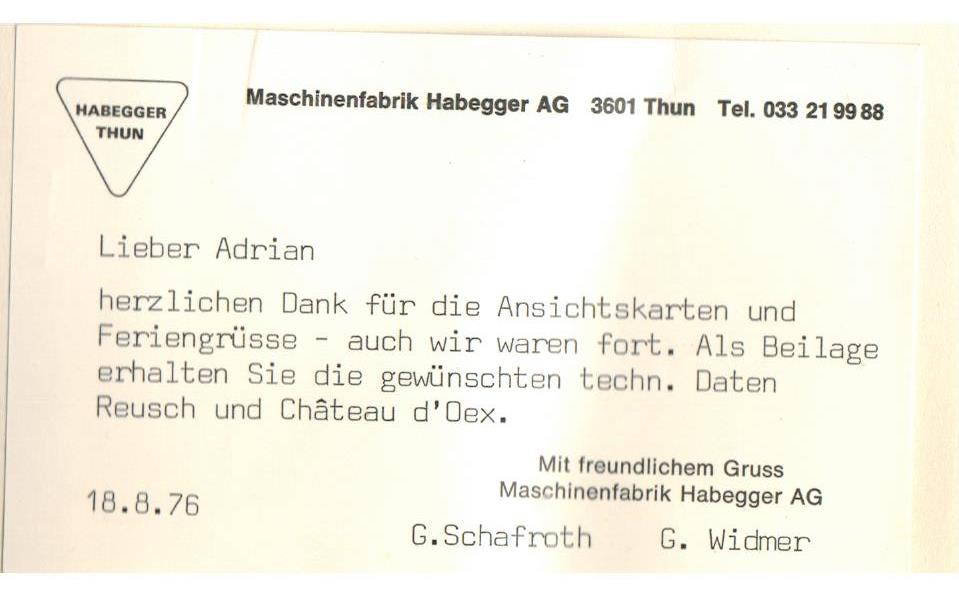 HABEGGER
THUN
Maschinenfabrik Habegger AG 3601 Thun Tel. 033 21 99 88
Lieber Adrian
herzlichen Dank für die Ansichtskarten und
Feriengrüsse - auch wir waren fort. Als Beilage
erhalten Sie die gewünschten techn. Daten
Reusch und Château d'Oex.
Mit freundlichem Gruss
Maschinenfabrik Habegger AG
18.8.76
G.Schafroth G. Widmer